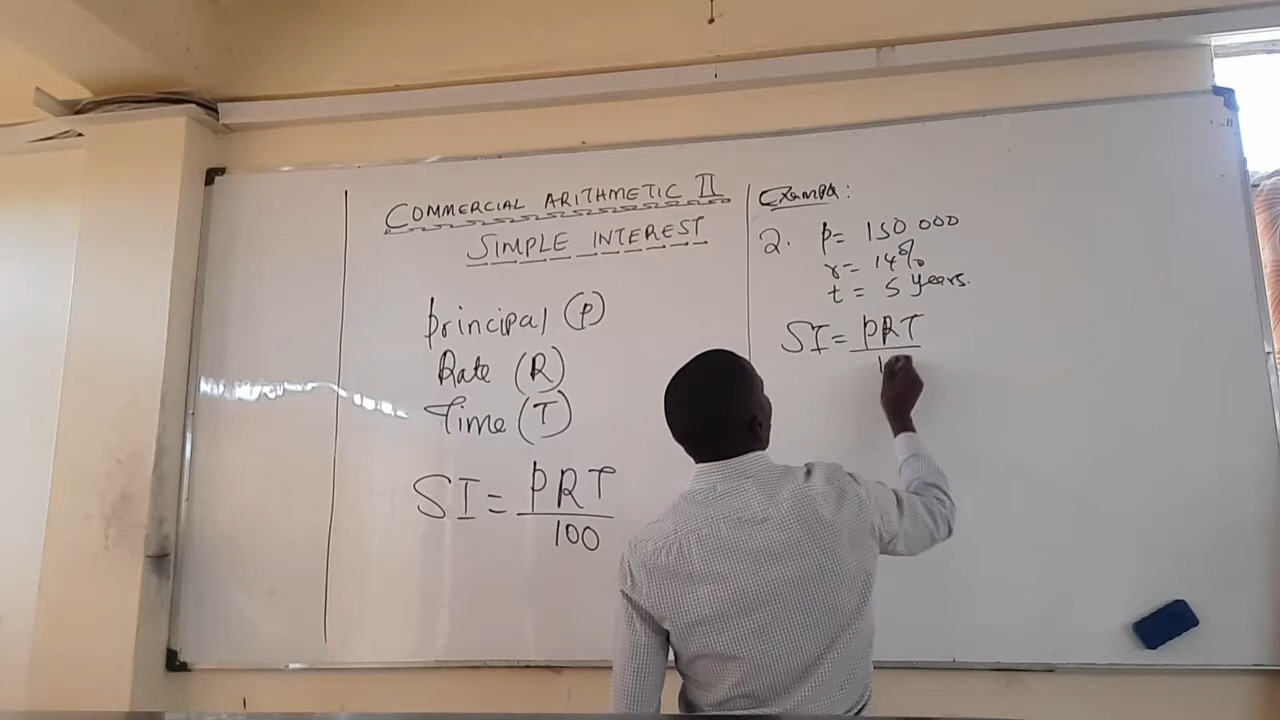 COMMERCIAL ARITHMETIC II
SIMPLE INTEREST
Principal (P)
Rate (R)
Time (T)
SI = PRT
100
Example:
2. P = 150 000
r = 14%
t = 5 years.
SI = PRT
1